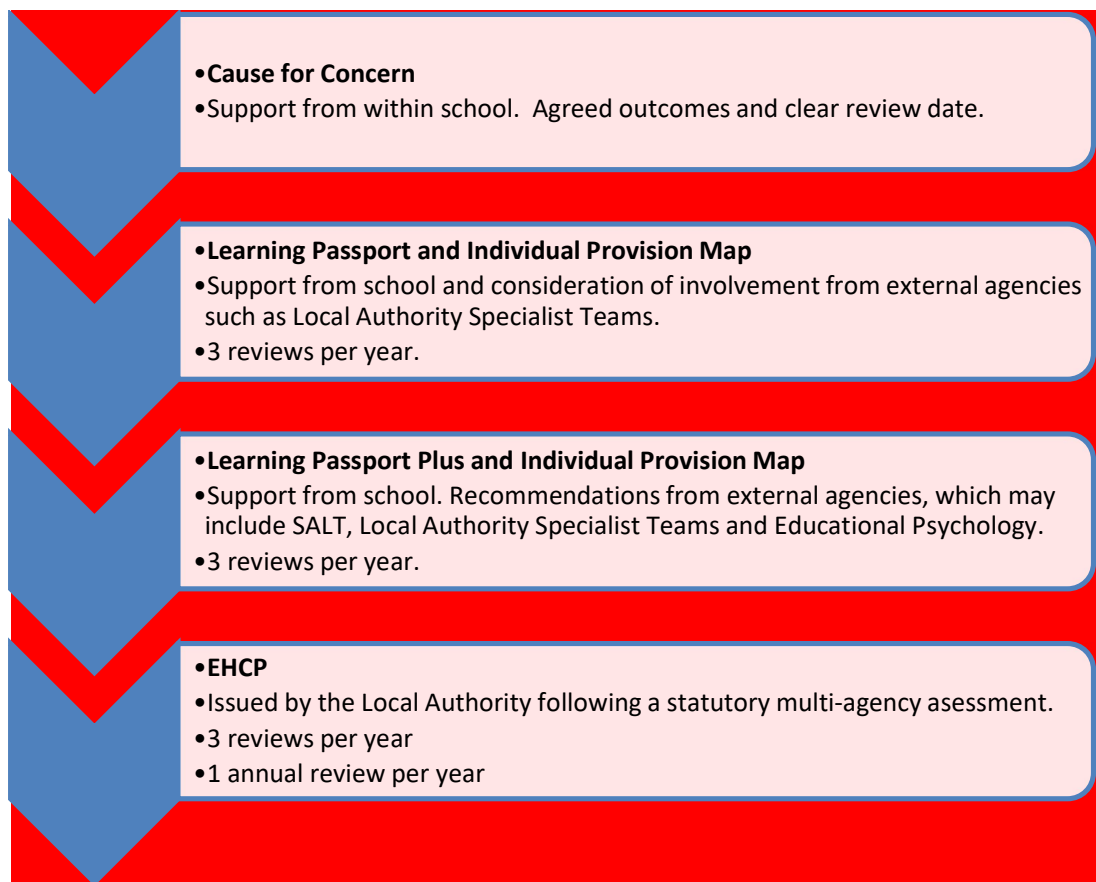 •Cause for Concern
•Support from within school.  Agreed outcomes and clear review date.
•Learning Passport and Individual Provision Map
•Support from school and consideration of involvement from external agencies
such as Local Authority Specialist Teams.
•3 reviews per year.
•Learning Passport Plus and Individual Provision Map
•Support from school. Recommendations from external agencies, which may
include SALT, Local Authority Specialist Teams and Educational Psychology.
•3 reviews per year.
•EHCP
•Issued by the Local Authority following a statutory multi-agency asessment.
•3 reviews per year
•1 annual review per year